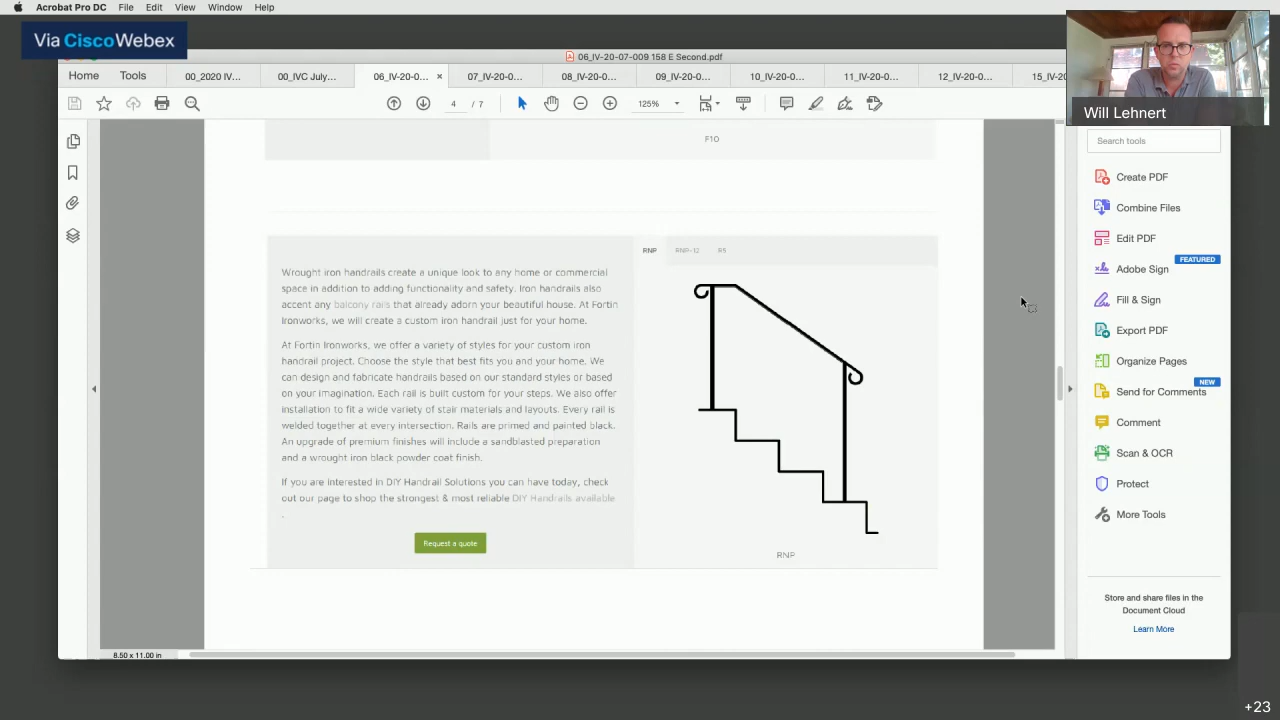 Acrobat Pro DC File Edit View Window Help
Via CiscoWebex
06_IV-20-07-009 158 E Second.pdf
Home Tools 00_2020 IV... 00_IVC July... 06_IV-20-0... × 07_IV-20-0... 08_IV-20-0... 09_IV-20-0... 10_IV-20-0... 11_IV-20-0... 12_IV-20-0... 15_IV-20
Will Lehnert
4 / 7 125%
Search tools
F10
Create PDF
Combine Files
Edit PDF
Adobe Sign FEATURED
Fill & Sign
Export PDF
Organize Pages
Send for Comments NEW
Comment
Scan & OCR
Protect
More Tools
Store and share files in the
Document Cloud
Learn More
RNP RNP-12 R5
Wrought iron handrails create a unique look to any home or commercial
space in addition to adding functionality and safety. Iron handrails also
accent any balcony rails that already adorn your beautiful house. At Fortin
Ironworks, we will create a custom iron handrail just for your home.
At Fortin Ironworks, we offer a variety of styles for your custom iron
handrail project. Choose the style that best fits you and your home. We
can design and fabricate handrails based on our standard styles or based
on your imagination. Each rail is built custom for your steps. We also offer
installation to fit a wide variety of stair materials and layouts. Every rail is
welded together at every intersection. Rails are primed and painted black.
An upgrade of premium finishes will include a sandblasted preparation
and a wrought iron black powder coat finish.
If you are interested in DIY Handrail Solutions you can have today, check
out our page to shop the strongest & most reliable DIY Handrails available
.
Request a quote
RNP
8.50 x 11.00 in
+23